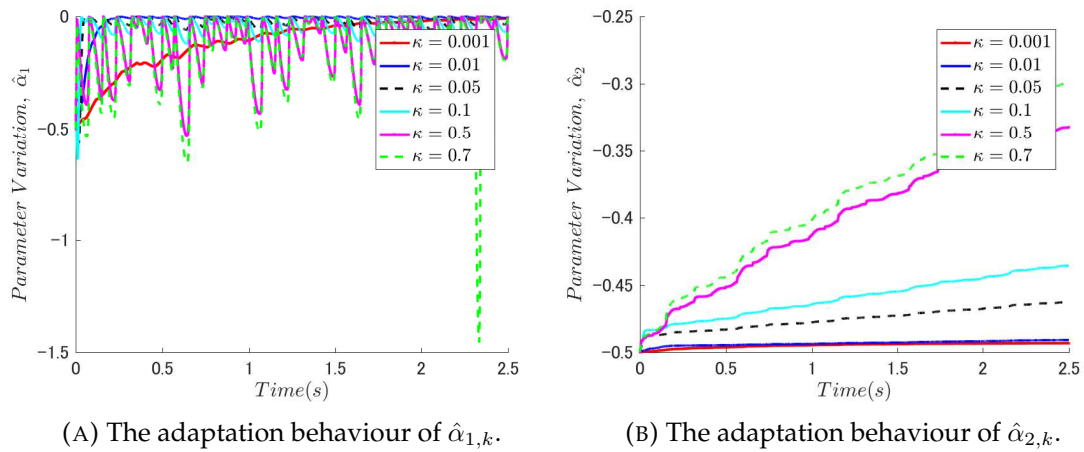 0
−0.5
−1
−1.5
Parameter Variation, α̂₁
0 0.5 1 1.5 2 2.5
Time(s)
κ = 0.001
κ = 0.01
κ = 0.05
κ = 0.1
κ = 0.5
κ = 0.7
(A) The adaptation behaviour of α̂₁,ₖ.
−0.25
−0.3
−0.35
−0.4
−0.45
−0.5
Parameter Variation, α̂₂
0 0.5 1 1.5 2 2.5
Time(s)
κ = 0.001
κ = 0.01
κ = 0.05
κ = 0.1
κ = 0.5
κ = 0.7
(B) The adaptation behaviour of α̂₂,ₖ.